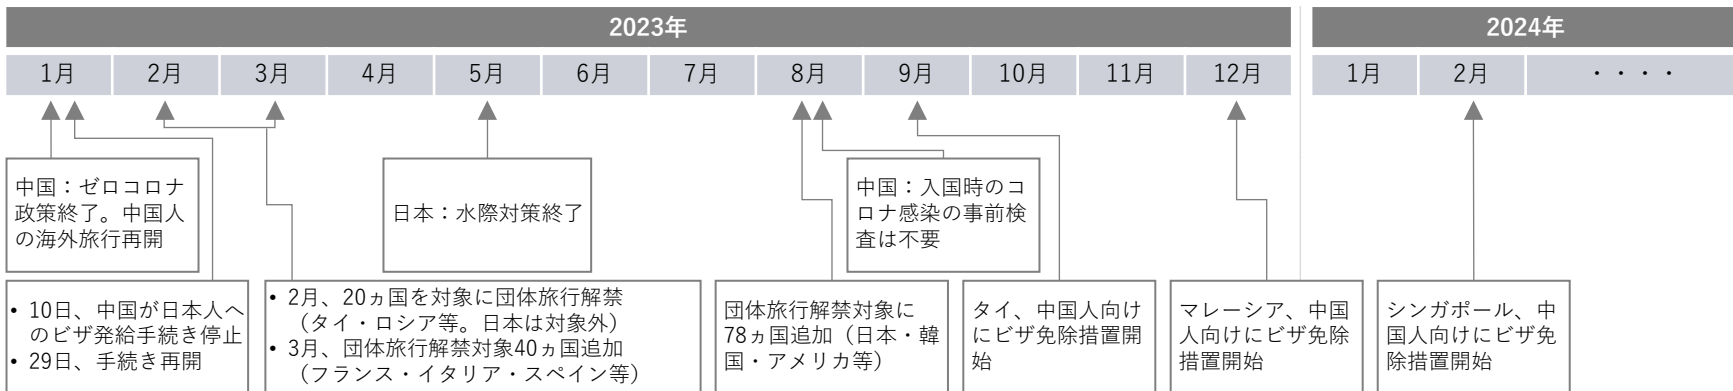 2023年
2024年
1月
2月
3月
4月
5月
6月
7月
8月
9月
10月
11月
12月
1月
2月
・・・・
中国：ゼロコロナ
政策終了。中国人
の海外旅行再開
日本：水際対策終了
中国：入国時のコ
ロナ感染の事前検
査は不要
• 10日、中国が日本人へ
のビザ発給手続き停止
• 29日、手続き再開
• 2月、20ヵ国を対象に団体旅行解禁
（タイ・ロシア等。日本は対象外）
• 3月、団体旅行解禁対象40ヵ国追加
（フランス・イタリア・スペイン等）
団体旅行解禁対象に
78ヵ国追加（日本・韓
国・アメリカ等）
タイ、中国人向け
にビザ免除措置開
始
マレーシア、中国
人向けにビザ免除
措置開始
シンガポール、中
国人向けにビザ免
除措置開始